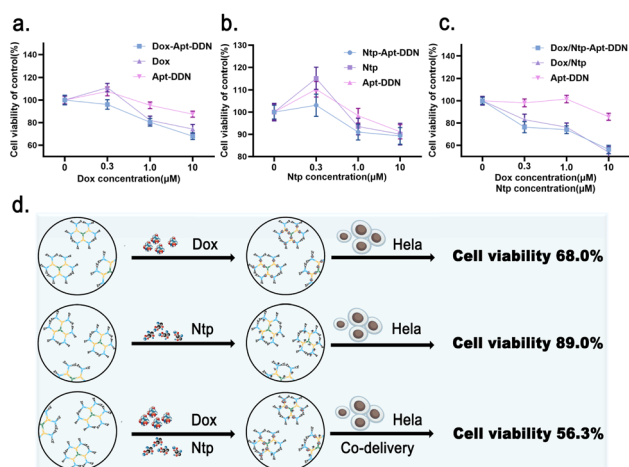 a.
Cell viability of control(%)
140
120
100
80
60
Dox-Apt-DDN
Dox
Apt-DDN
0
0.3
1.0
10
Dox concentration(μM)
b.
Cell viability of control(%)
130
120
110
100
90
80
Ntp-Apt-DDN
Ntp
Apt-DDN
0
0.3
1.0
10
Ntp concentration(μM)
c.
Cell viability of control(%)
140
120
100
80
60
Dox/Ntp-Apt-DDN
Dox/Ntp
Apt-DDN
0
0.3
1.0
10
Dox concentration(μM)
Ntp concentration(μM)
d.
Dox
Hela
Cell viability 68.0%
Ntp
Hela
Cell viability 89.0%
Dox
Ntp
Hela
Co-delivery
Cell viability 56.3%